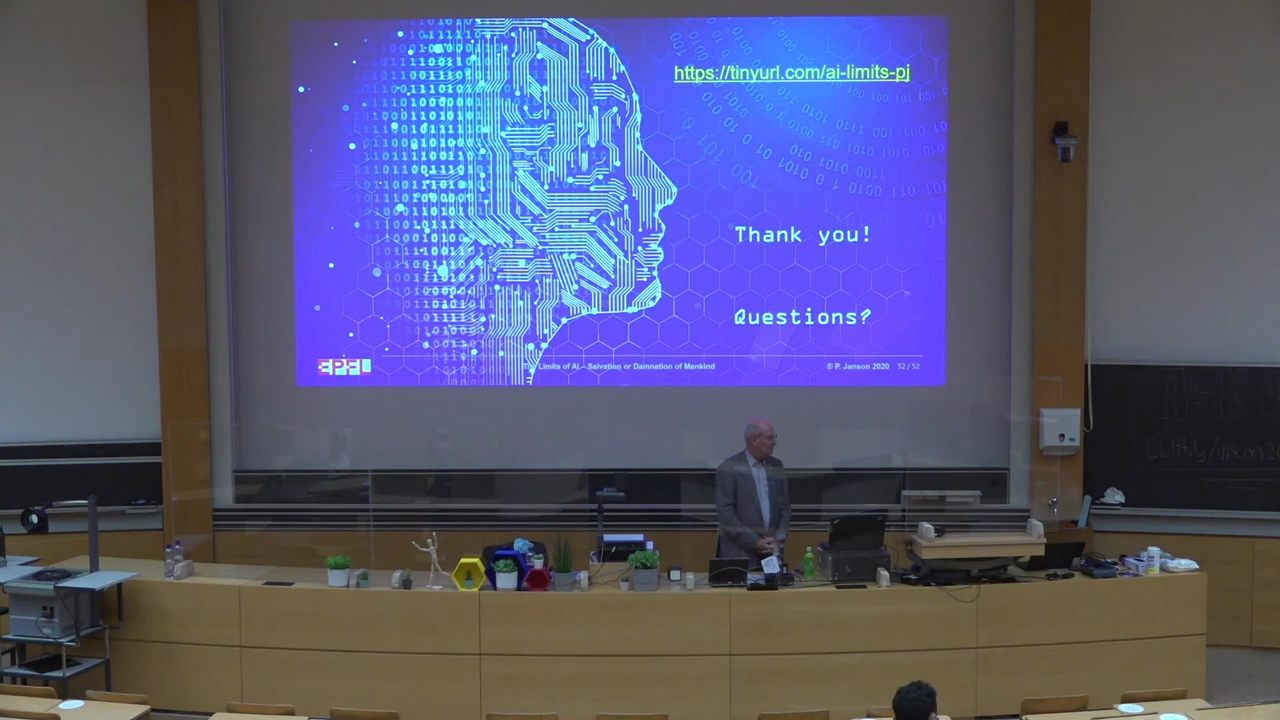 https://tinyurl.com/ai-limits-pj
Thank you!
Questions?
EPFL
The Limits of AI – Salvation or Damnation of Mankind
© P. Janson 2020
52 / 52